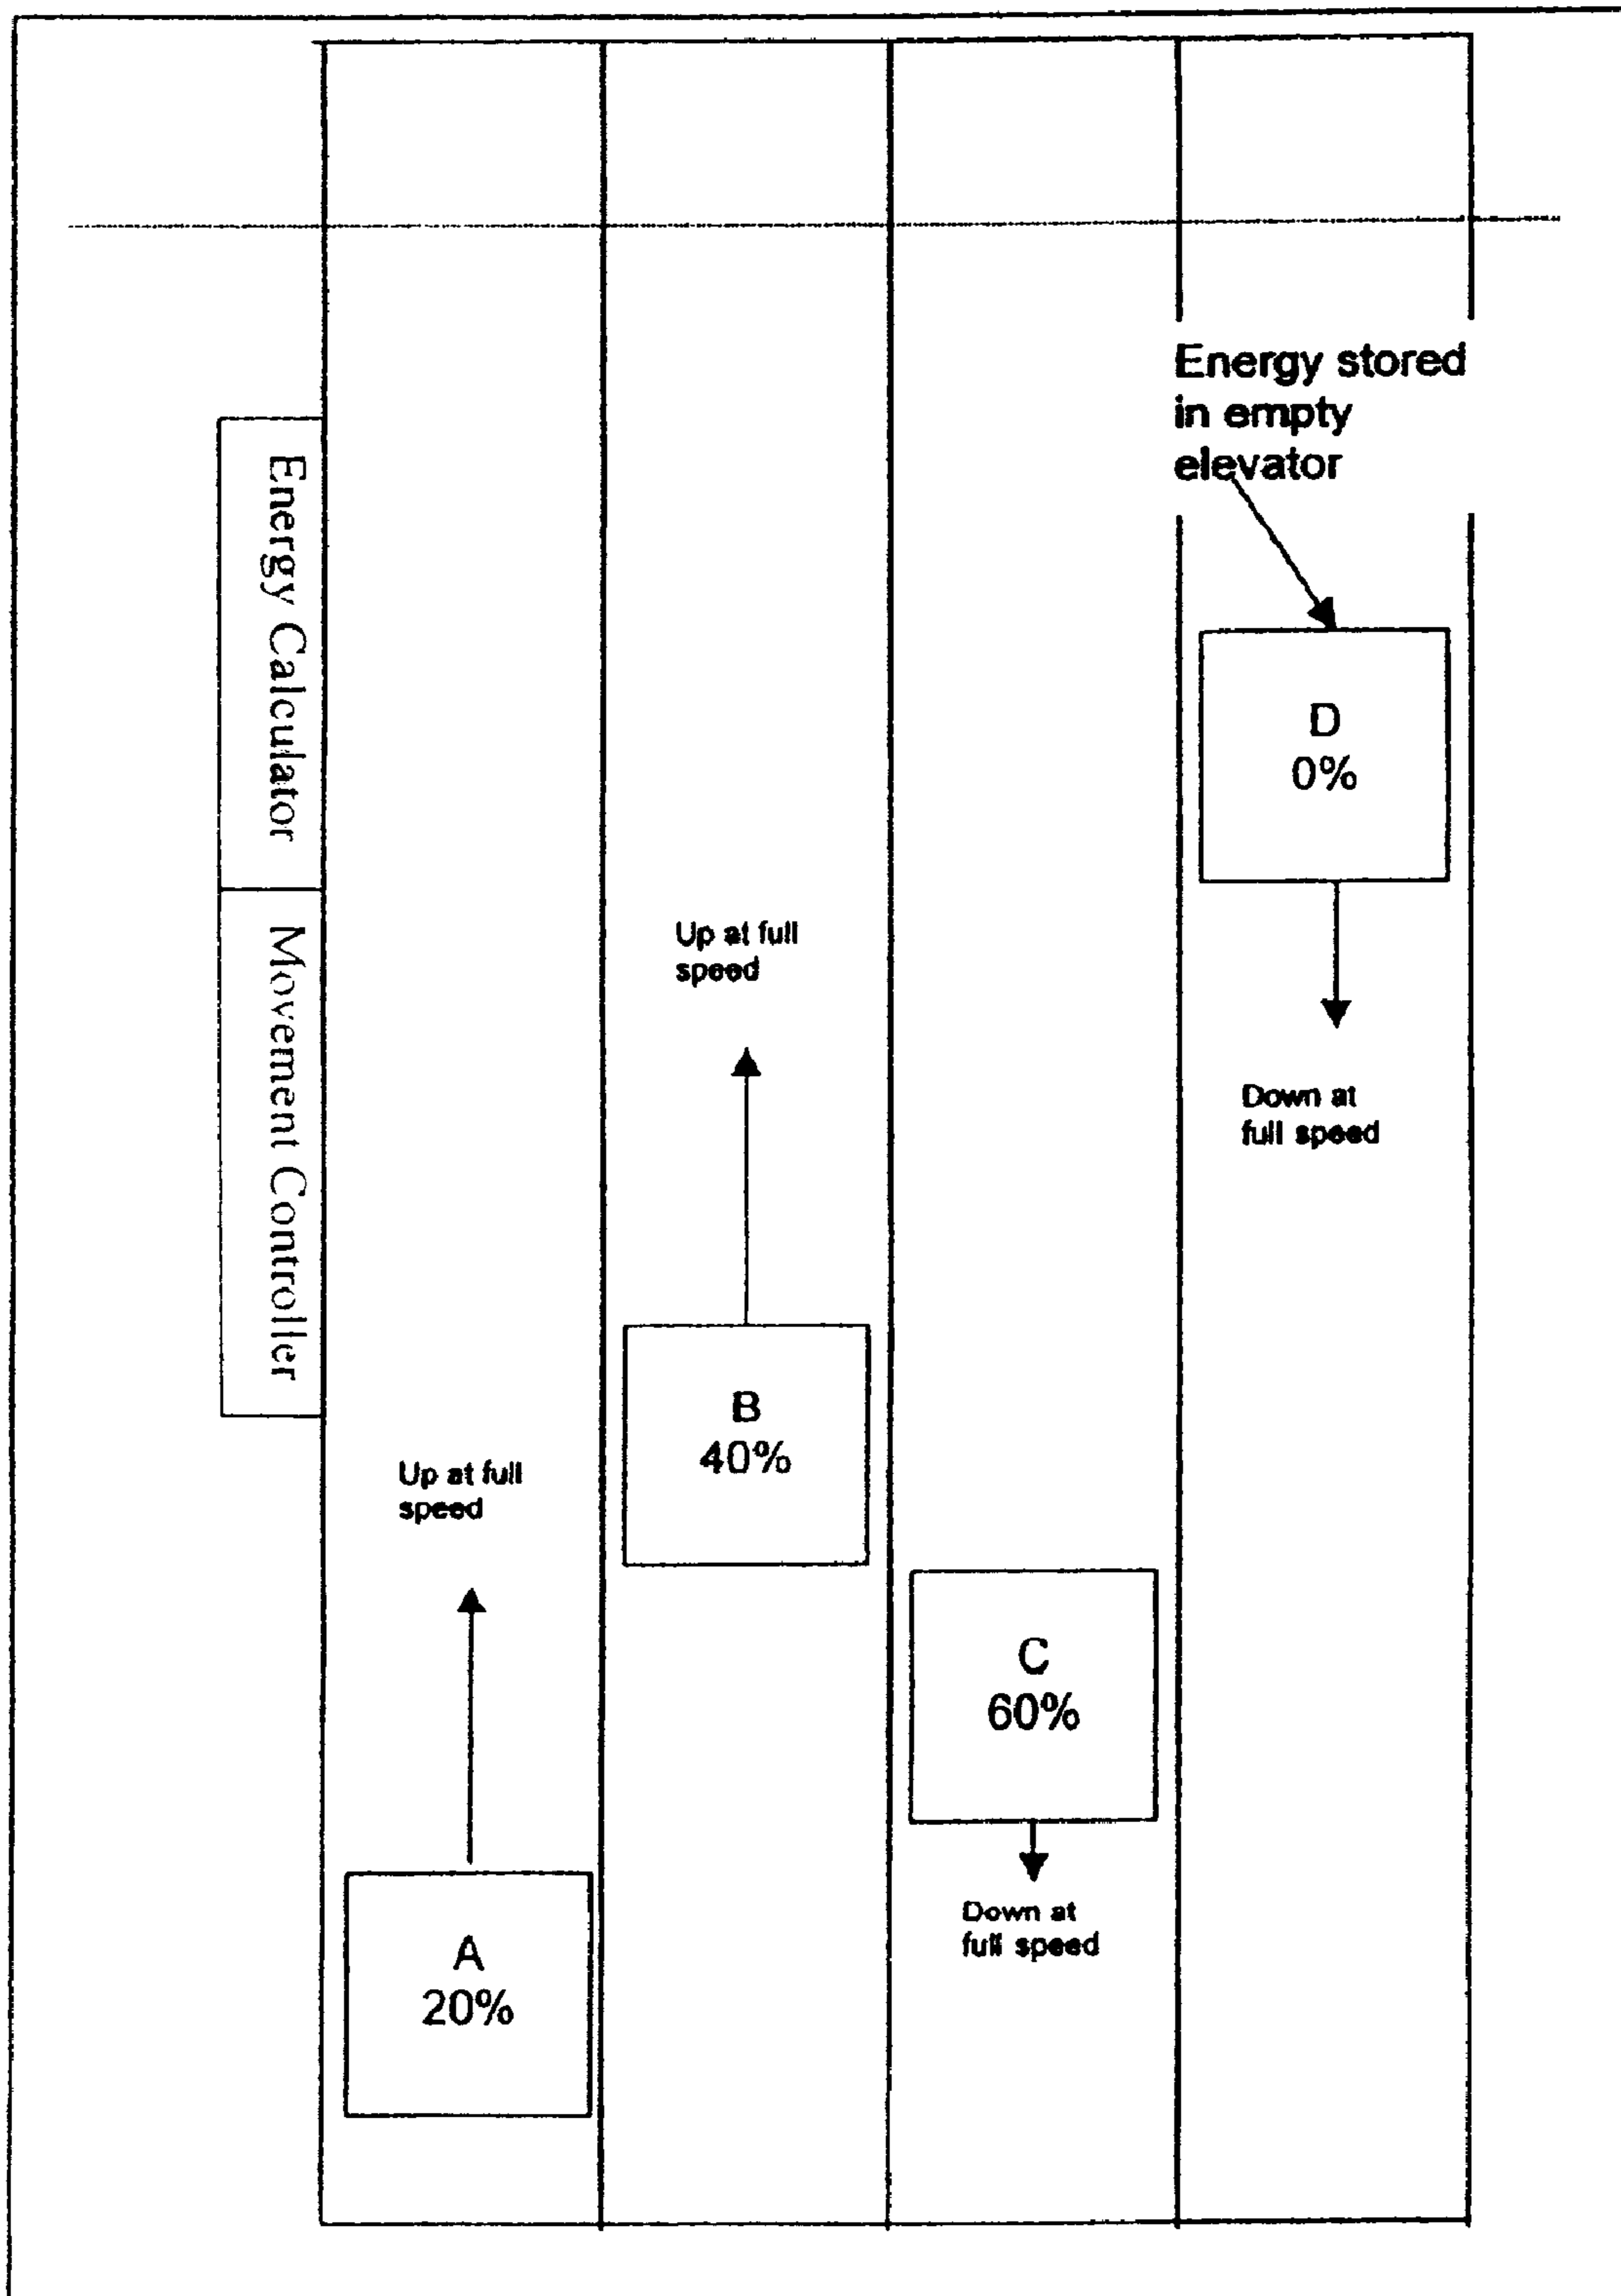 Energy stored
in empty
elevator
D
0%
Down at
full speed
Energy Calculator
Movement Controller
Up at full
speed
B
40%
Up at full
speed
C
60%
Down at
full speed
A
20%